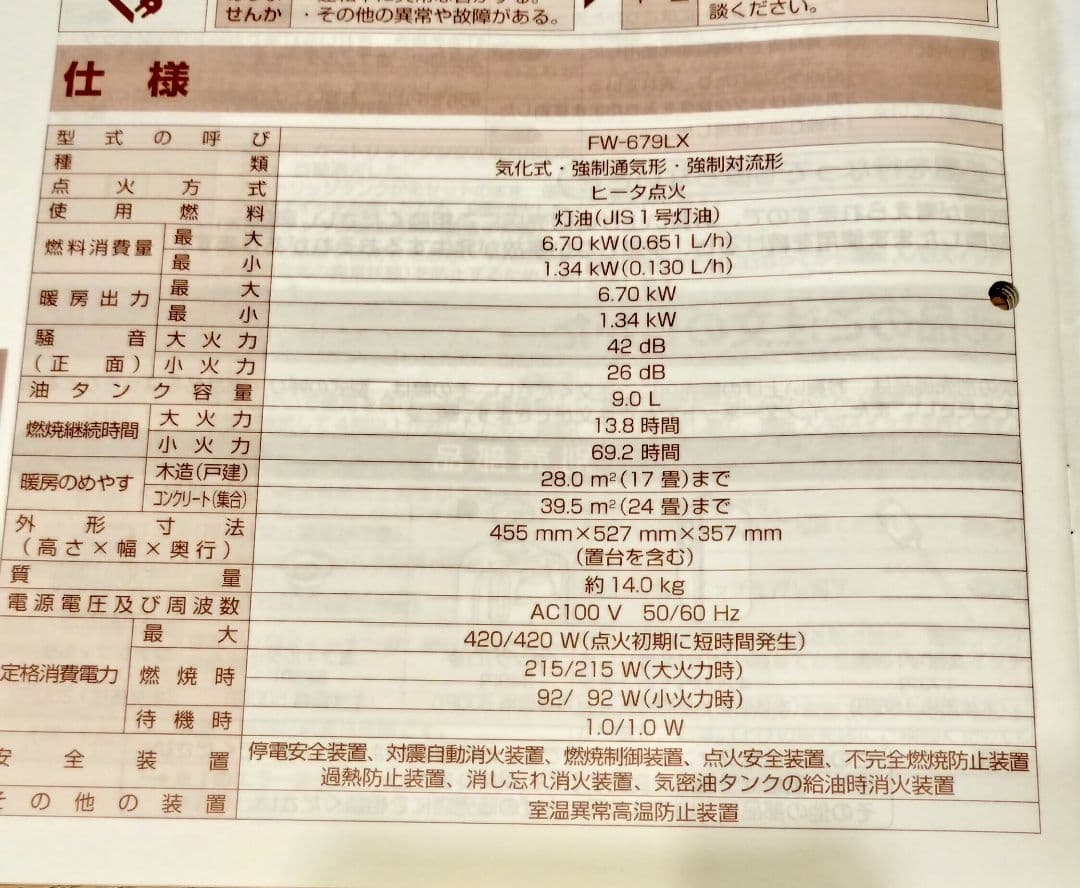 せんか
・その他の異常や故障がある。
談ください。
仕様
型式の呼び FW-679LX
種類 気化式・強制通気形・強制対流形
点火方式 ヒータ点火
使用燃料 灯油(JIS1号灯油)
燃料消費量 最大 6.70 kW(0.651 L/h)
最小 1.34 kW(0.130 L/h)
暖房出力 最大 6.70 kW
最小 1.34 kW
騒音(正面) 大火力 42 dB
小火力 26 dB
油タンク容量 9.0 L
燃焼継続時間 大火力 13.8 時間
小火力 69.2 時間
暖房のめやす 木造(戸建) 28.0 m²(17 畳)まで
コンクリート(集合) 39.5 m²(24 畳)まで
外形寸法 455 mm×527 mm×357 mm
(高さ×幅×奥行) (置台を含む)
質量 約14.0 kg
電源電圧及び周波数 AC100 V 50/60 Hz
定格消費電力 最大 420/420 W(点火初期に短時間発生)
燃焼時 215/215 W(大火力時)
92/ 92 W(小火力時)
待機時 1.0/1.0 W
安全装置 停電安全装置、対震自動消火装置、燃焼制御装置、点火安全装置、不完全燃焼防止装置
過熱防止装置、消し忘れ消火装置、気密油タンクの給油時消火装置
その他の装置 室温異常高温防止装置